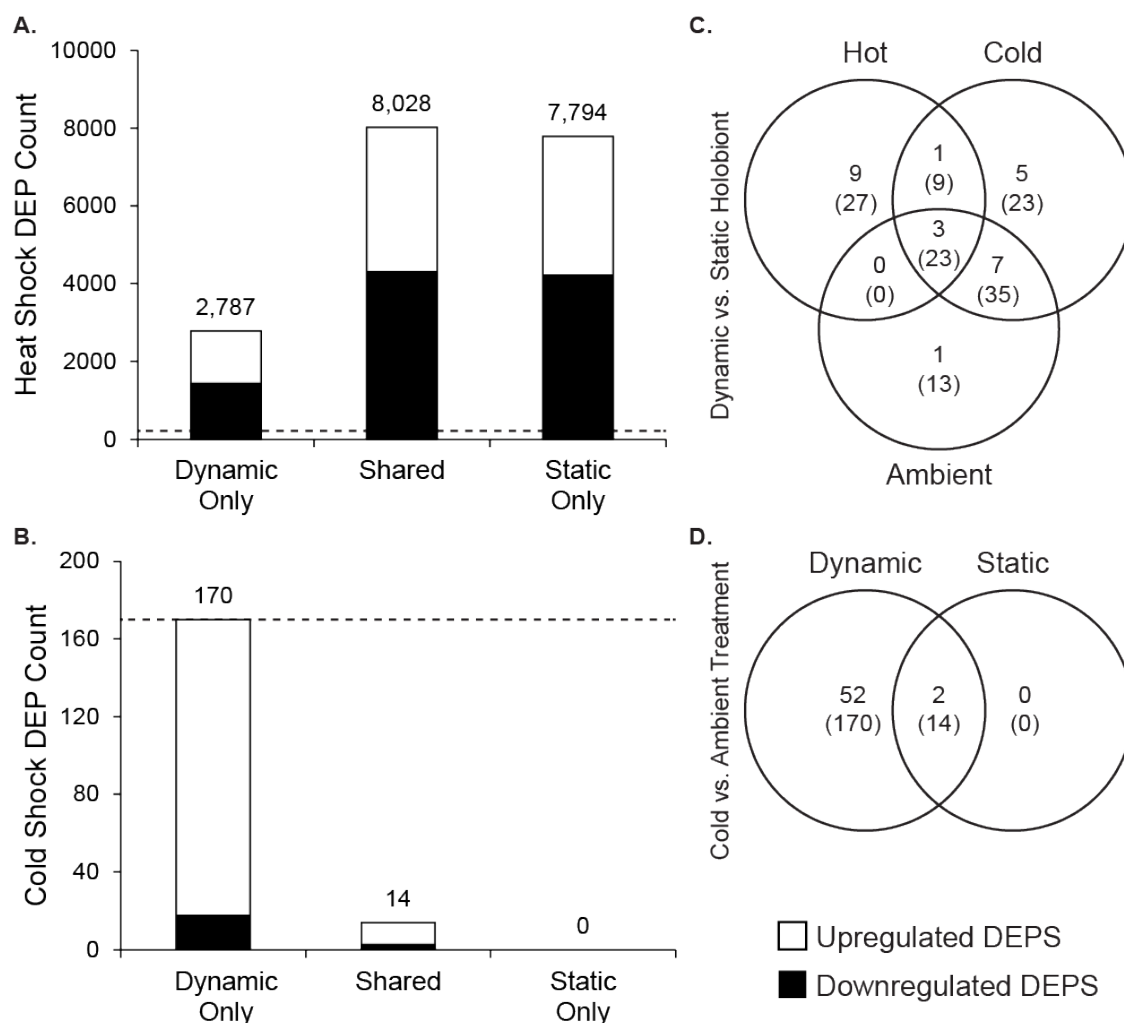 A.
Heat Shock DEP Count
10000
8000
6000
4000
2000
0
2,787
8,028
7,794
Dynamic
Only
Shared
Static
Only
B.
Cold Shock DEP Count
200
160
120
80
40
0
170
14
0
Dynamic
Only
Shared
Static
Only
C.
Dynamic vs. Static Holobiont
Hot
Cold
9
(27)
1
(9)
5
(23)
3
(23)
0
(0)
7
(35)
1
(13)
Ambient
D.
Cold vs. Ambient Treatment
Dynamic
Static
52
(170)
2
(14)
0
(0)
Upregulated DEPS
Downregulated DEPS